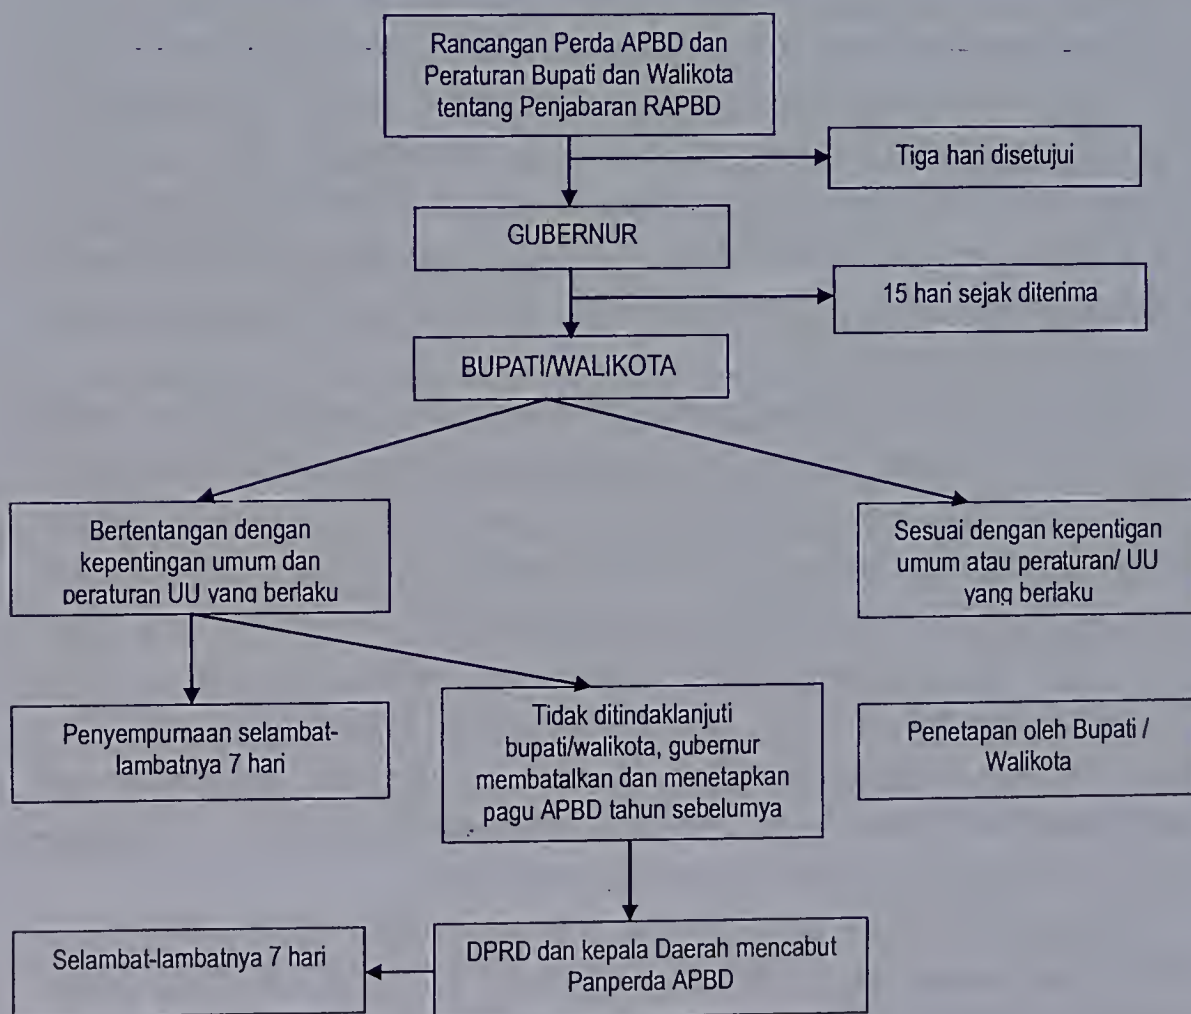 Rancangan Perda APBD dan
Peraturan Bupati dan Walikota
tentang Penjabaran RAPBD
Tiga hari disetujui
GUBERNUR
15 hari sejak diterima
BUPATI/WALIKOTA
Bertentangan dengan
kepentingan umum dan
peraturan UU yang berlaku
Sesuai dengan kepentigan
umum atau peraturan/ UU
yang berlaku
Penyempurnaan selambat-
lambatnya 7 hari
Tidak ditindaklanjuti
bupati/walikota, gubernur
membatalkan dan menetapkan
pagu APBD tahun sebelumya
Penetapan oleh Bupati /
Walikota
Selambat-lambatnya 7 hari
DPRD dan kepala Daerah mencabut
Panperda APBD